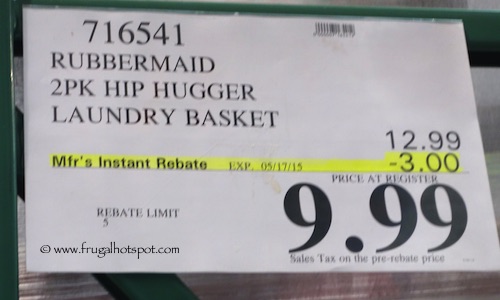 716541
RUBBERMAID
2PK HIP HUGGER
LAUNDRY BASKET
12.99
Mfr's Instant Rebate EXP. 05/17/15 -3.00
PRICE AT REGISTER
REBATE LIMIT
5
9.99
© www.frugalhotspot.com
Sales Tax on the pre-rebate price